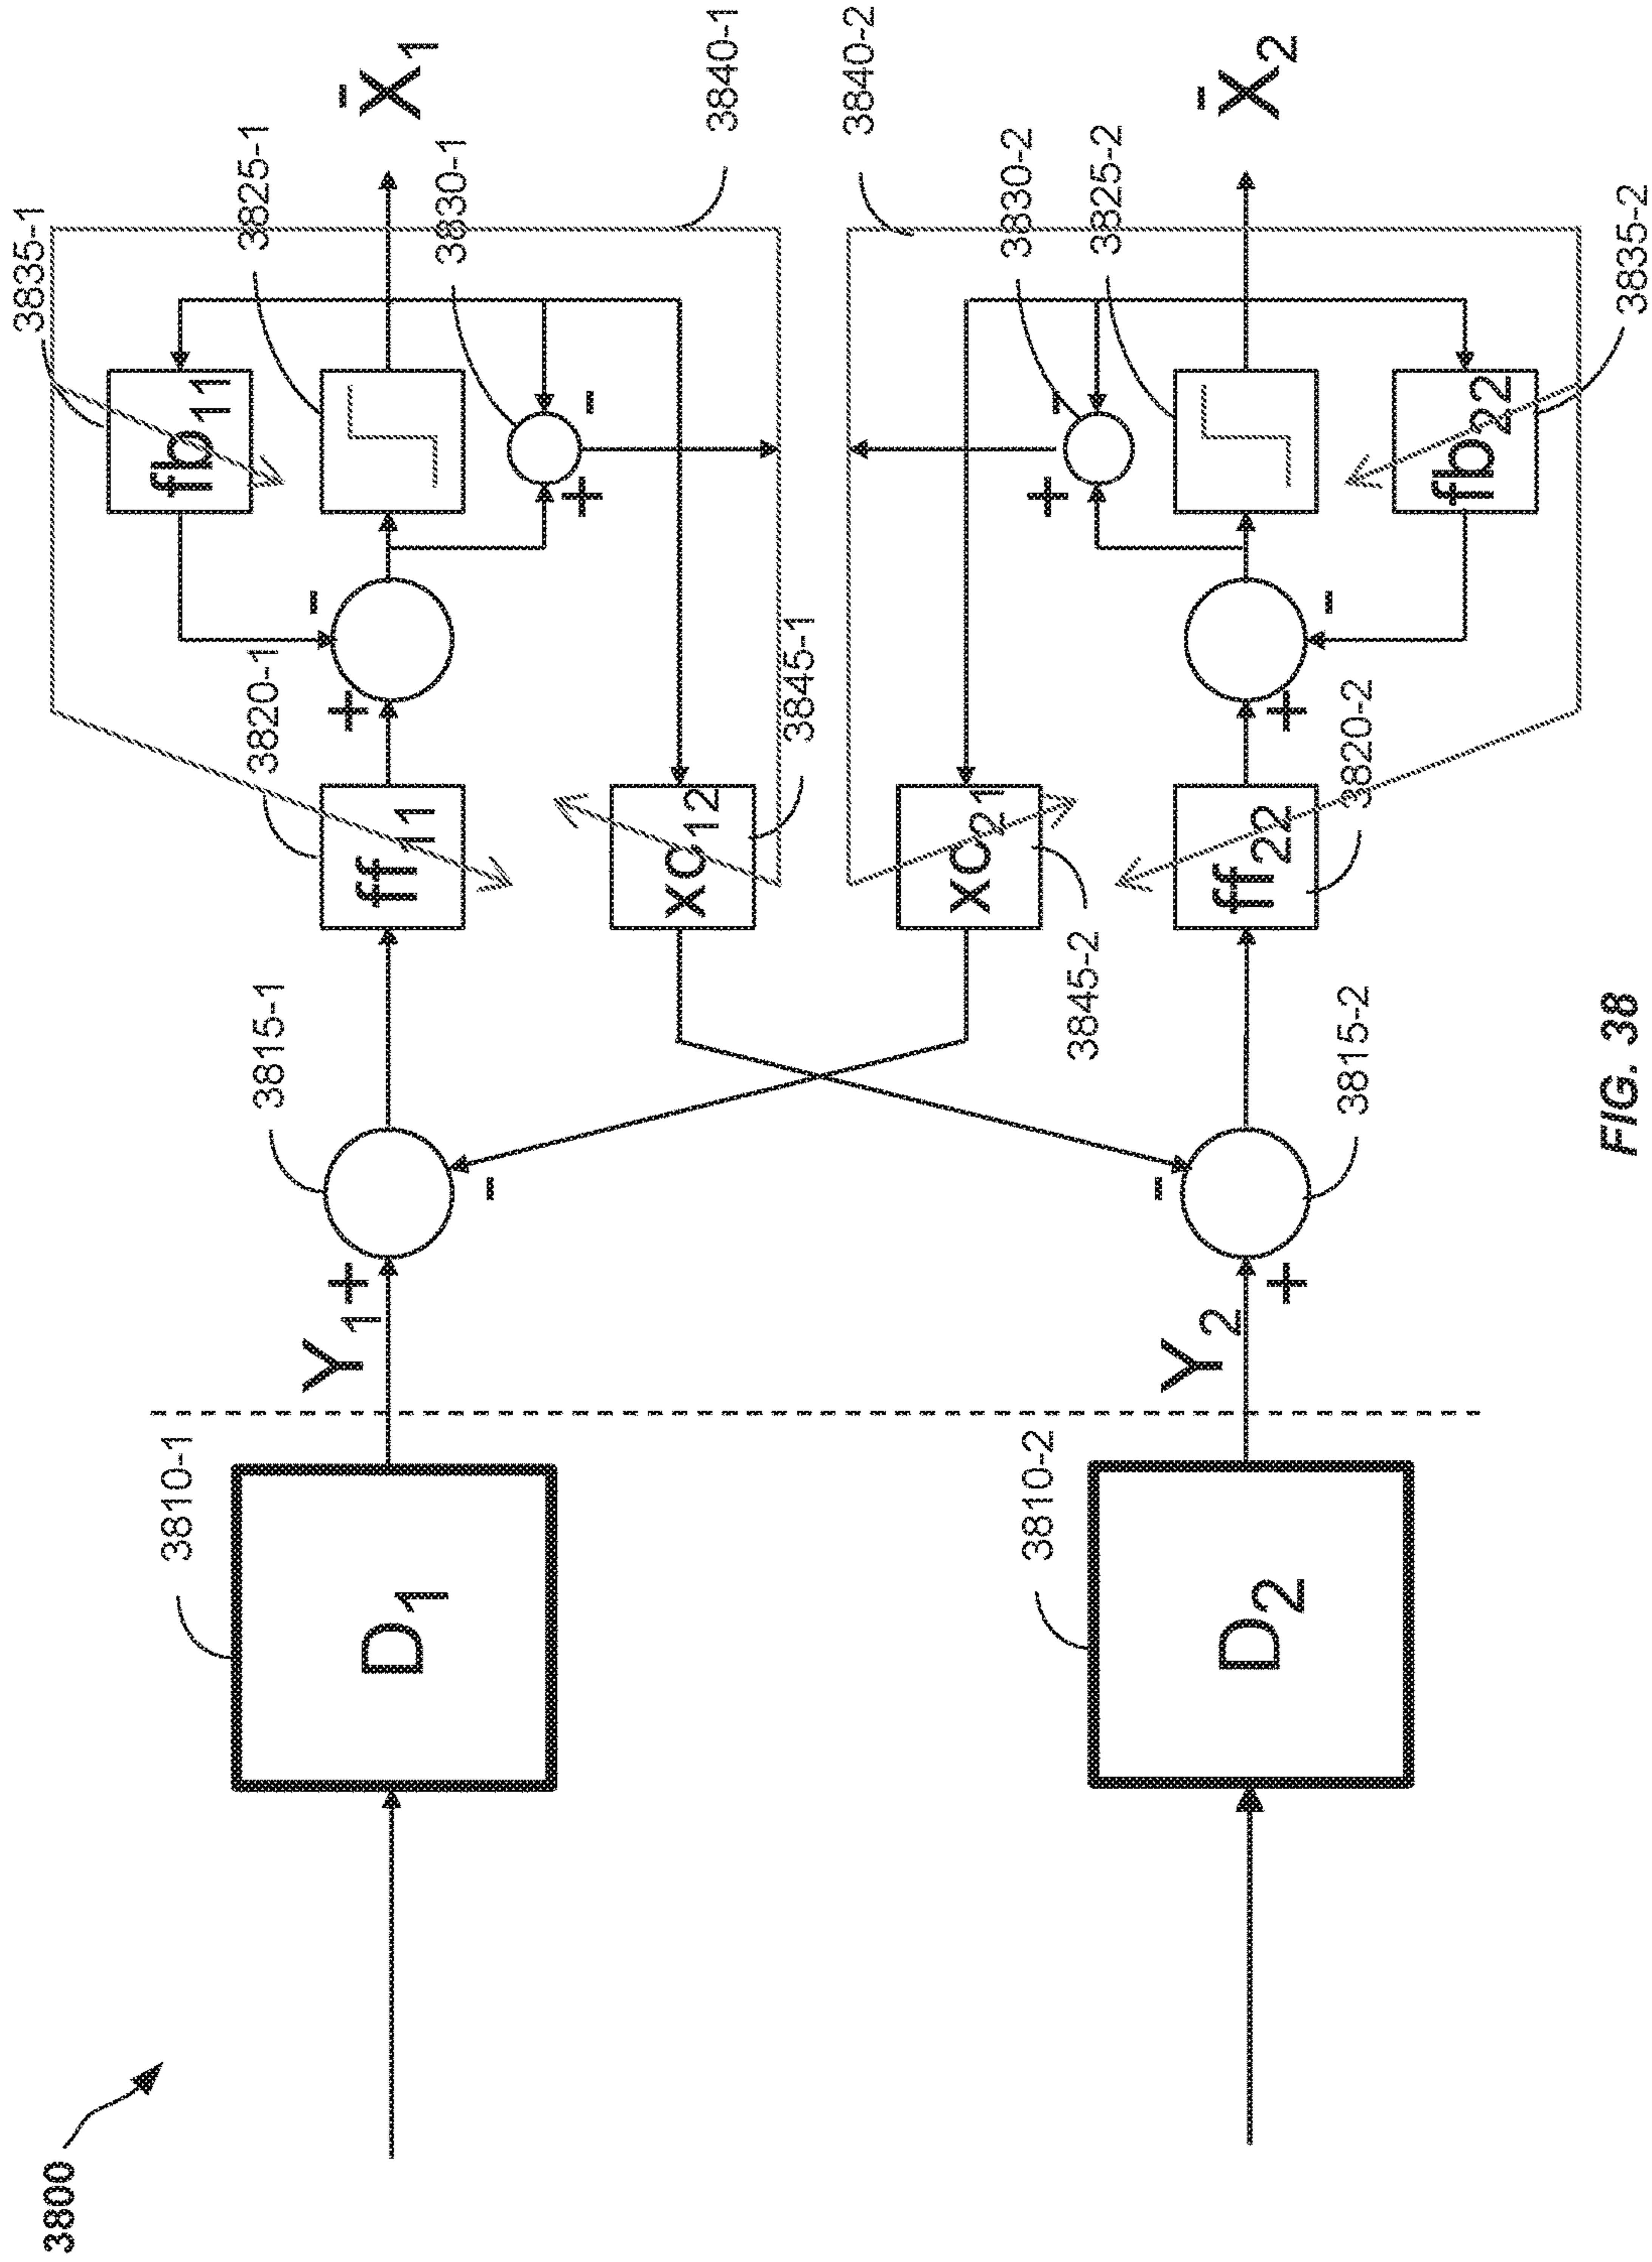 3800
3810-1
D1
Y1
+
-
3815-1
3820-1
ff11
+
-
3835-1
fb11
3825-1
3830-1
+
-
X̄1
3840-1
xc12
3845-1
3840-2
xc21
3845-2
3830-2
+
-
3825-2
X̄2
3810-2
D2
Y2
+
-
3815-2
3820-2
ff22
+
-
fb22
3835-2
FIG. 38